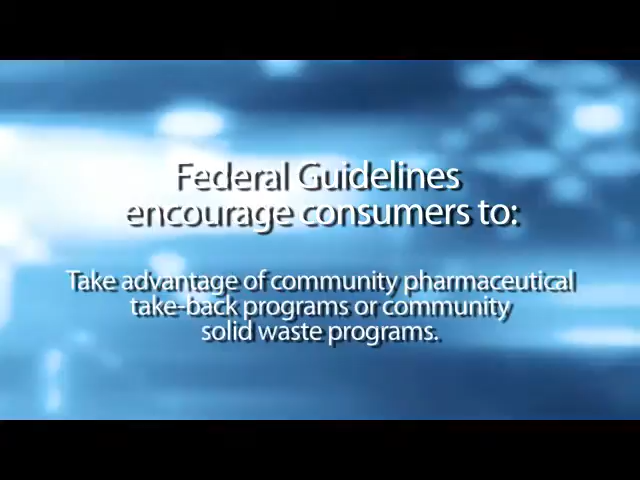 Federal Guidelines
encourage consumers to:
Take advantage of community pharmaceutical
take-back programs or community
solid waste programs.